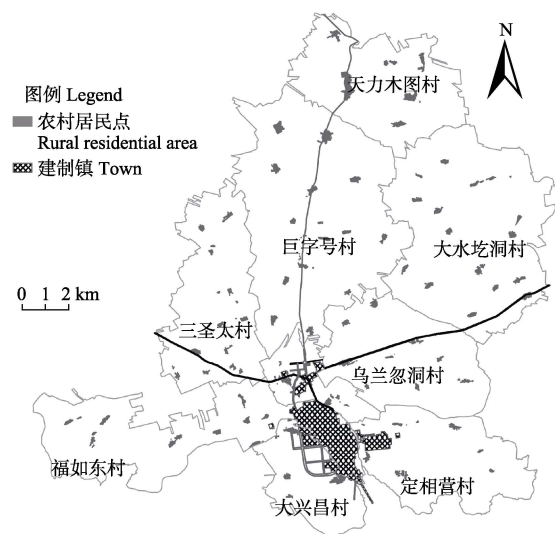 N
天力木图村
图例 Legend
农村居民点
Rural residential area
建制镇 Town
巨字号村
大水圪洞村
0 1 2 km
三圣太村
乌兰忽洞村
福如东村
定相营村
大兴昌村